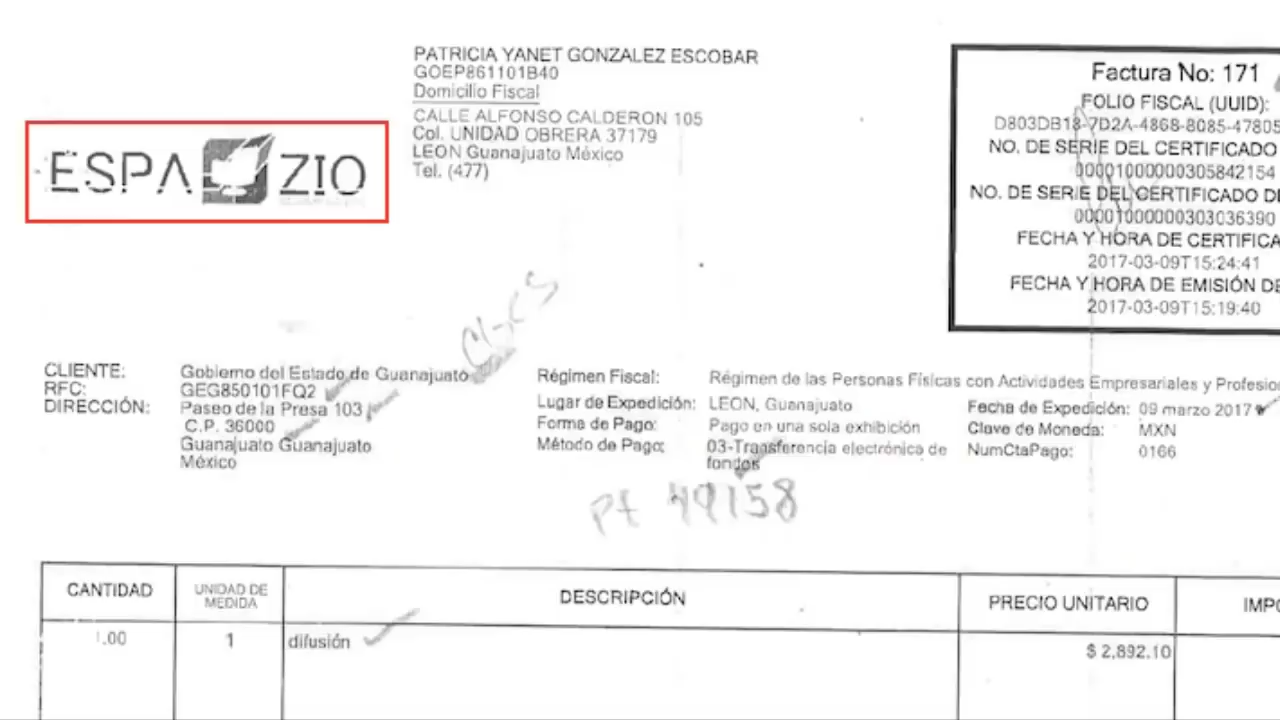 PATRICIA YANET GONZALEZ ESCOBAR
GOEP861101B40
Domicilio Fiscal
CALLE ALFONSO CALDERON 105
Col. UNIDAD OBRERA 37179
LEON Guanajuato México
Tel. (477)
ESPA ZIO
Factura No: 171
FOLIO FISCAL (UUID):
D803DB18-7D2A-4868-8085-47805
NO. DE SERIE DEL CERTIFICADO
00001000000305842154
NO. DE SERIE DEL CERTIFICADO DE
00001000000303036390
FECHA Y HORA DE CERTIFICA
2017-03-09T15:24:41
FECHA Y HORA DE EMISIÓN DE
2017-03-09T15:19:40
CLIENTE: Gobierno del Estado de Guanajuato
RFC: GEG850101FQ2
DIRECCIÓN: Paseo de la Presa 103
C.P. 36000
Guanajuato Guanajuato
México
Régimen Fiscal: Régimen de las Personas Físicas con Actividades Empresariales y Profesion
Lugar de Expedición: LEON, Guanajuato
Forma de Pago: Pago en una sola exhibición
Método de Pago: 03-Transferencia electrónica de
fondos
Fecha de Expedición: 09 marzo 2017
Clave de Moneda: MXN
NumCtaPago: 0166
CANTIDAD UNIDAD DE MEDIDA DESCRIPCIÓN PRECIO UNITARIO IMPO
1.00 1 difusión $ 2,892.10